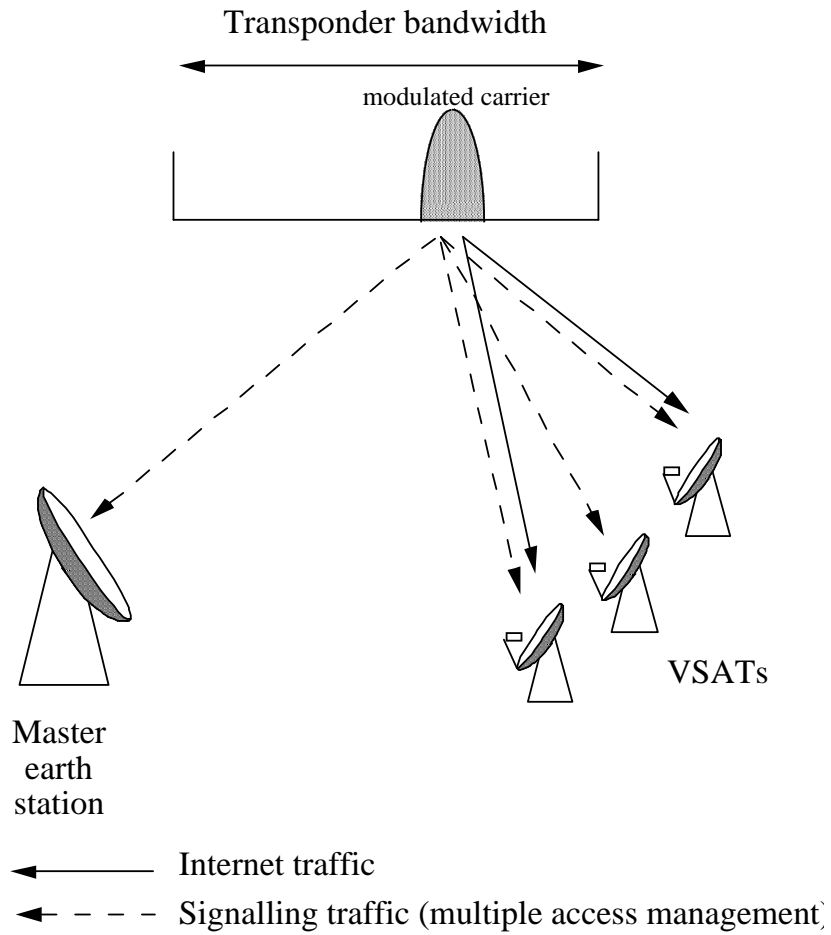 Transponder bandwidth
modulated carrier
VSATs
Master
earth
station
Internet traffic
Signalling traffic (multiple access management)